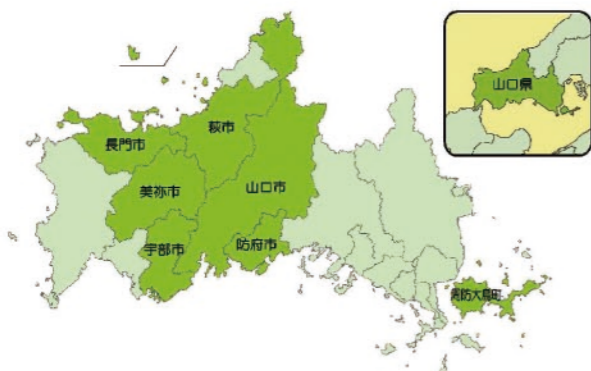 山口県
萩市
長門市
美祢市
山口市
宇部市
防府市
周防大島町